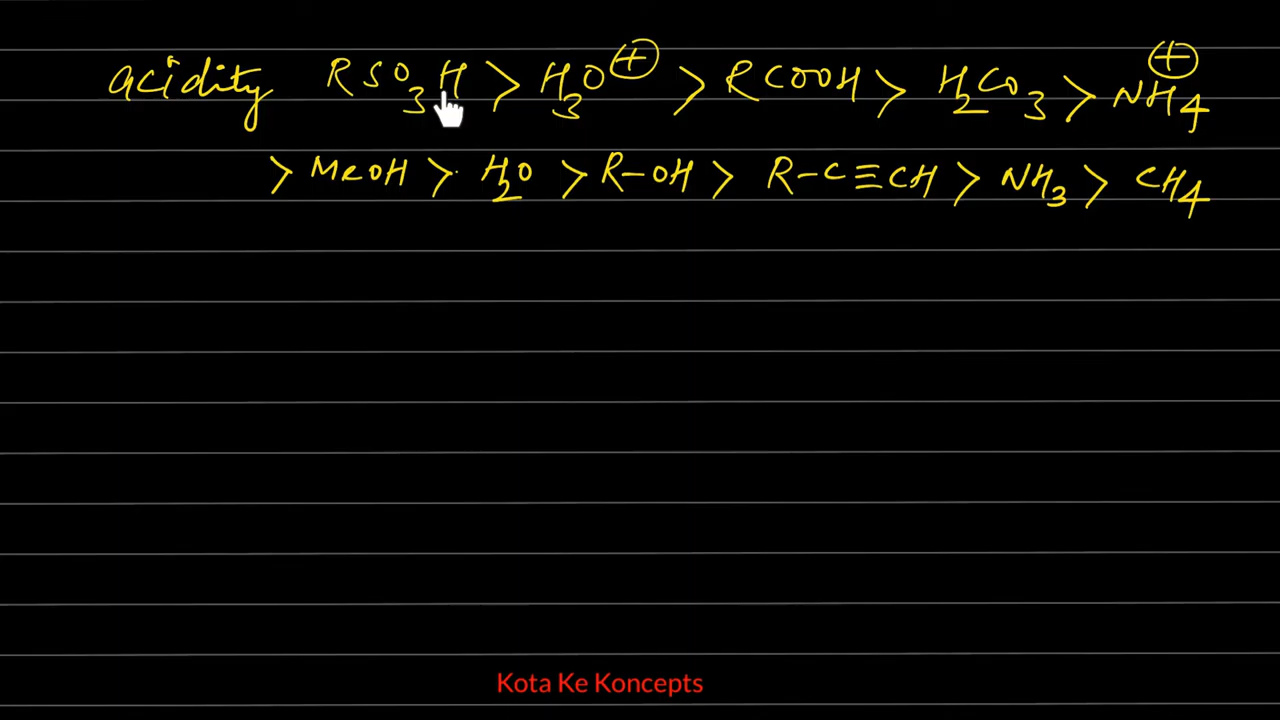 acidity RSO₃H > H₃O⊕ > RCOOH > H₂CO₃ > NH₄⊕
> MeOH > H₂O > R-OH > R-C≡CH > NH₃ > CH₄
Kota Ke Koncepts